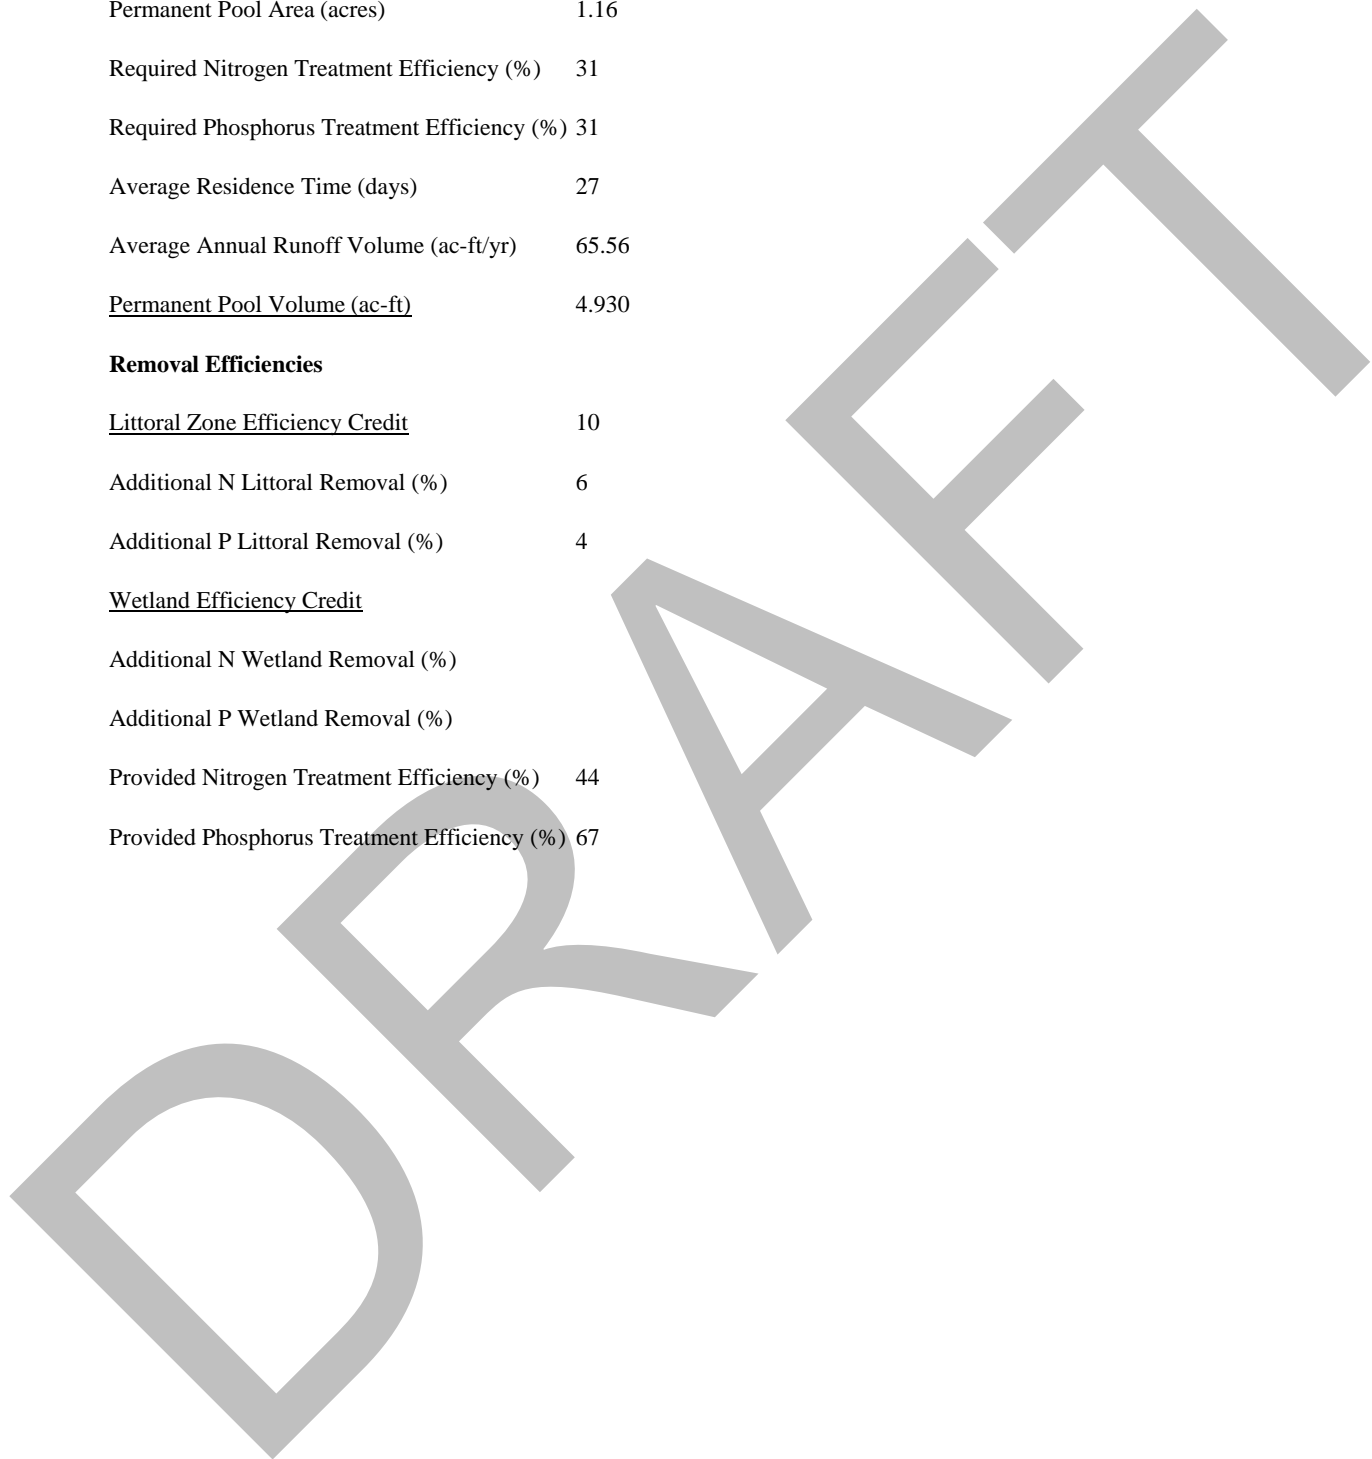 Permanent Pool Area (acres) 1.16
Required Nitrogen Treatment Efficiency (%) 31
Required Phosphorus Treatment Efficiency (%) 31
Average Residence Time (days) 27
Average Annual Runoff Volume (ac-ft/yr) 65.56
Permanent Pool Volume (ac-ft) 4.930
Removal Efficiencies
Littoral Zone Efficiency Credit 10
Additional N Littoral Removal (%) 6
Additional P Littoral Removal (%) 4
Wetland Efficiency Credit
Additional N Wetland Removal (%)
Additional P Wetland Removal (%)
Provided Nitrogen Treatment Efficiency (%) 44
Provided Phosphorus Treatment Efficiency (%) 67
DRAFT